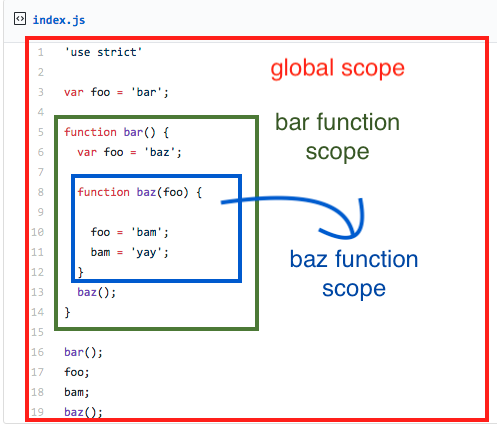 index.js
1 'use strict'
2
3 var foo = 'bar';
4
5 function bar() {
6 var foo = 'baz';
7
8 function baz(foo) {
9
10 foo = 'bam';
11 bam = 'yay';
12 }
13 baz();
14 }
15
16 bar();
17 foo;
18 bam;
19 baz();
global scope
bar function
scope
baz function
scope